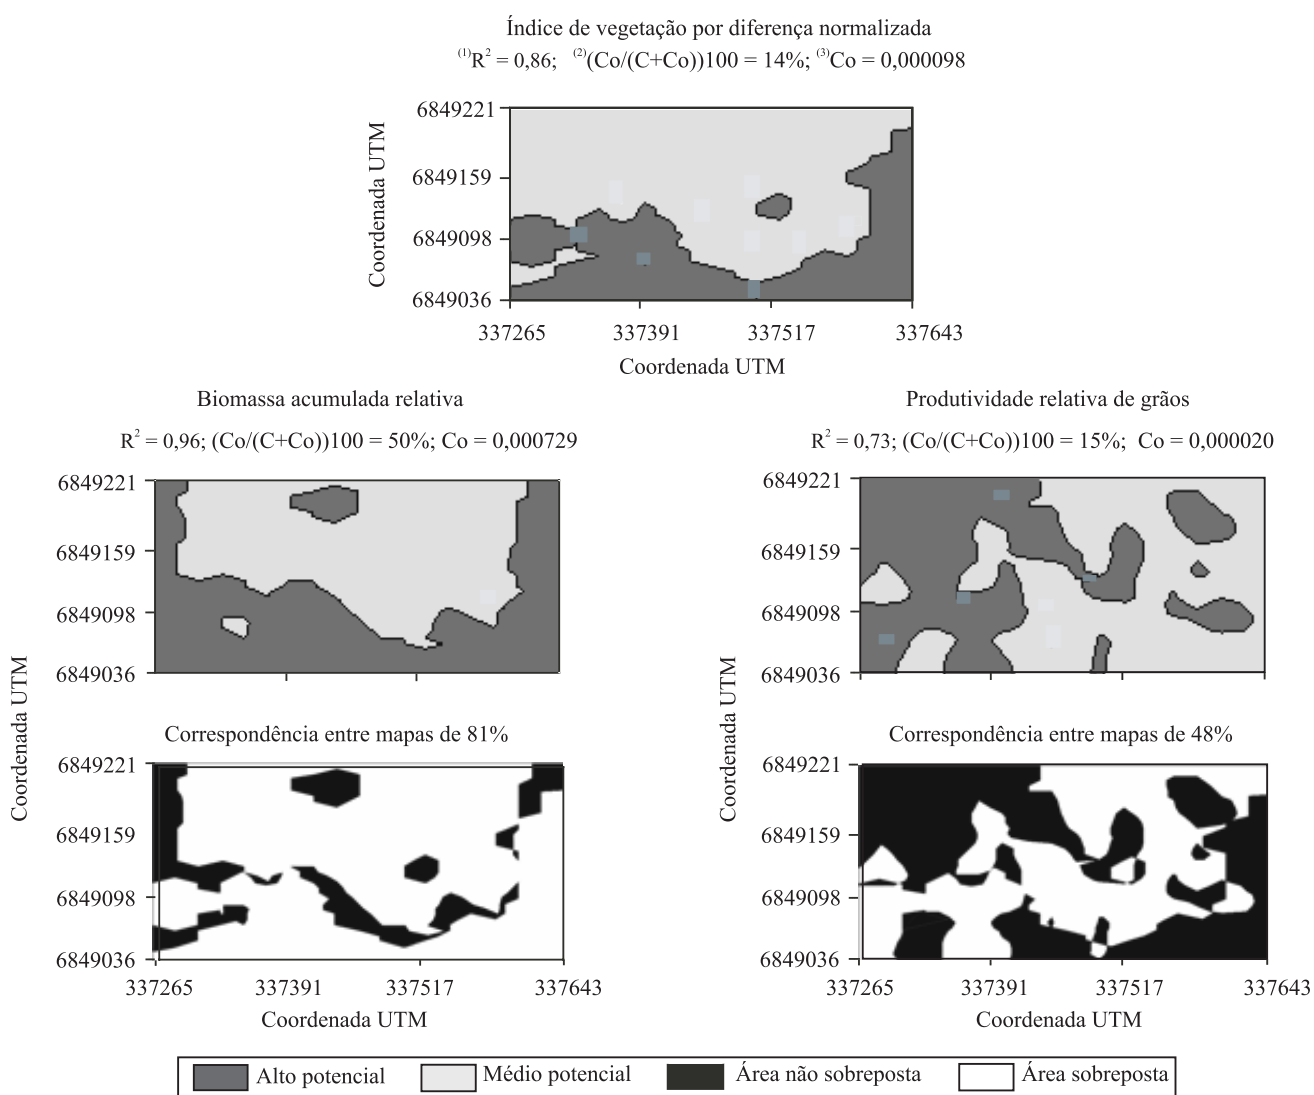 Índice de vegetação por diferença normalizada
(1)R² = 0,86; (2)(Co/(C+Co))100 = 14%; (3)Co = 0,000098
Coordenada UTM
6849221
6849159
6849098
6849036
337265 337391 337517 337643
Coordenada UTM
Biomassa acumulada relativa
R² = 0,96; (Co/(C+Co))100 = 50%; Co = 0,000729
6849221
6849159
6849098
6849036
Produtividade relativa de grãos
R² = 0,73; (Co/(C+Co))100 = 15%; Co = 0,000020
6849221
6849159
6849098
6849036
Coordenada UTM
Correspondência entre mapas de 81%
6849221
6849159
6849098
6849036
337265 337391 337517 337643
Coordenada UTM
Coordenada UTM
Correspondência entre mapas de 48%
6849221
6849159
6849098
6849036
337265 337391 337517 337643
Coordenada UTM
Alto potencial Médio potencial Área não sobreposta Área sobreposta